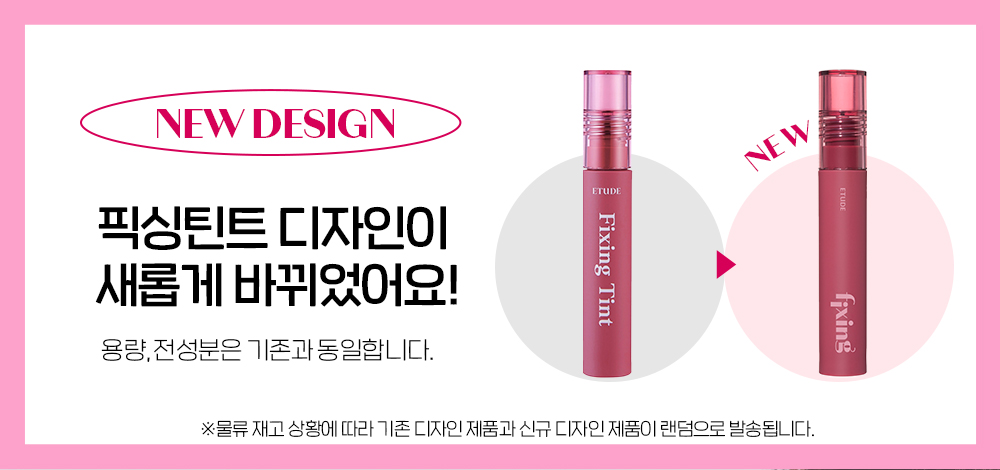 NEW DESIGN
픽싱틴트 디자인이
새롭게 바뀌었어요!
용량, 전성분은 기존과 동일합니다.
ETUDE
Fixing Tint
NEW
ETUDE
fixing
※물류 재고 상황에 따라 기존 디자인 제품과 신규 디자인 제품이 랜덤으로 발송됩니다.